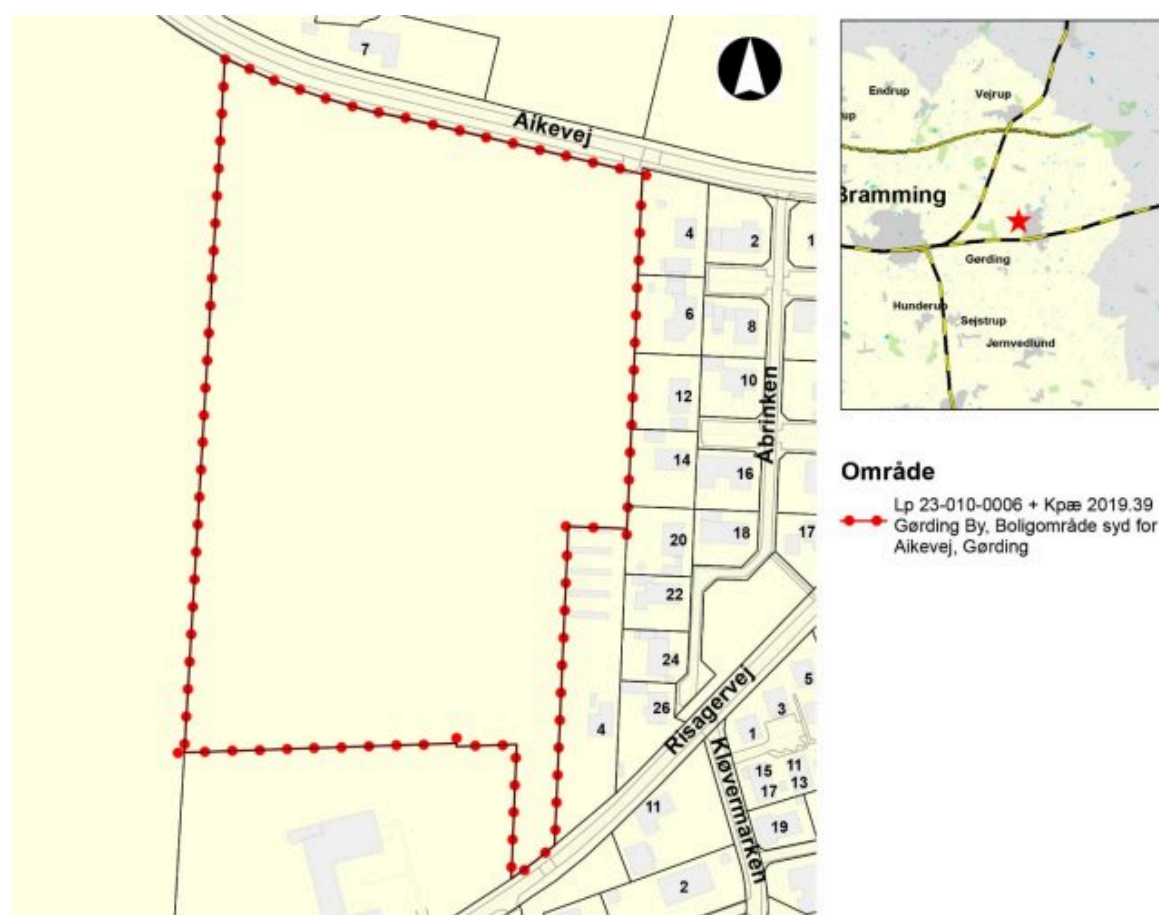 7
Aikevej
4
2
1
6
8
12
10
Åbrinken
14
16
20
18
17
22
24
26
Risagervej
4
5
3
1
Kløvermarken
15
11
17
13
11
19
2
Endrup
Vejrup
up
Bramming
Gørding
Hunderup
Sejstrup
Jernvedlund
Område
Lp 23-010-0006 + Kpæ 2019.39
Gørding By, Boligområde syd for
Aikevej, Gørding